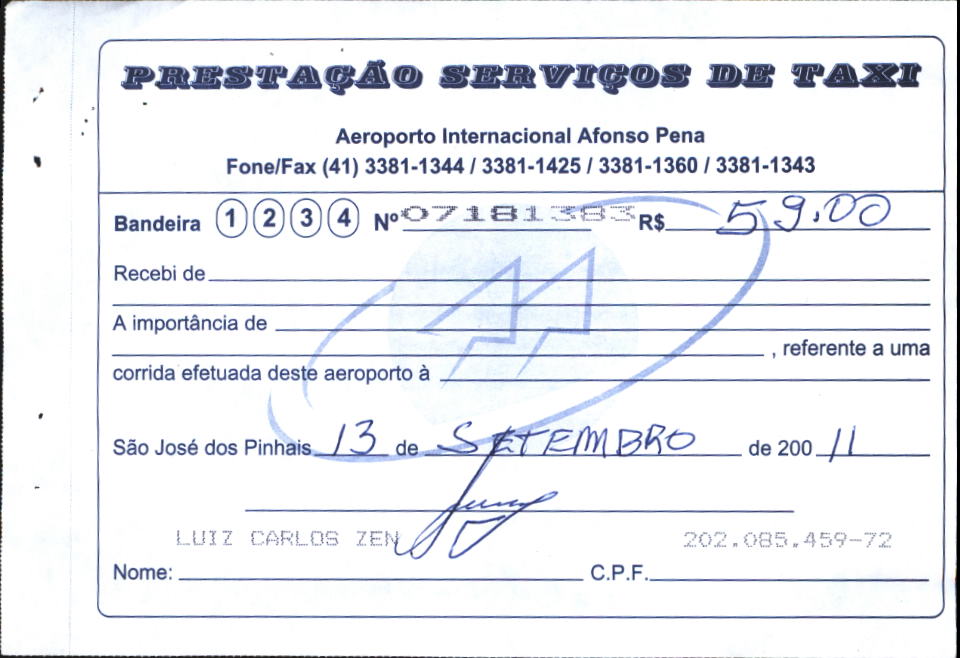 PRESTAÇÃO SERVIÇOS DE TAXI
Aeroporto Internacional Afonso Pena
Fone/Fax (41) 3381-1344 / 3381-1425 / 3381-1360 / 3381-1343
Bandeira 1 2 3 4 Nº 07181383 R$ 59,00
Recebi de
A importância de
, referente a uma
corrida efetuada deste aeroporto à
São José dos Pinhais 13 de SETEMBRO de 200 11
LUIZ CARLOS ZEN 202.085.459-72
Nome: C.P.F.